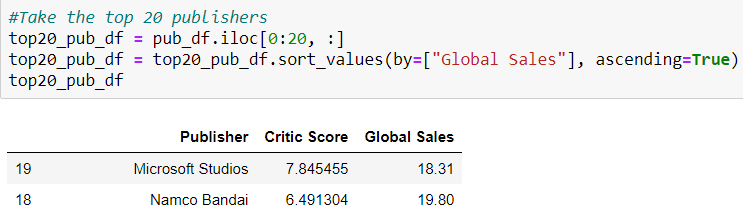 #Take the top 20 publishers
top20_pub_df = pub_df.iloc[0:20, :]
top20_pub_df = top20_pub_df.sort_values(by=["Global Sales"], ascending=True)
top20_pub_df
Publisher Critic Score Global Sales
19 Microsoft Studios 7.845455 18.31
18 Namco Bandai 6.491304 19.80